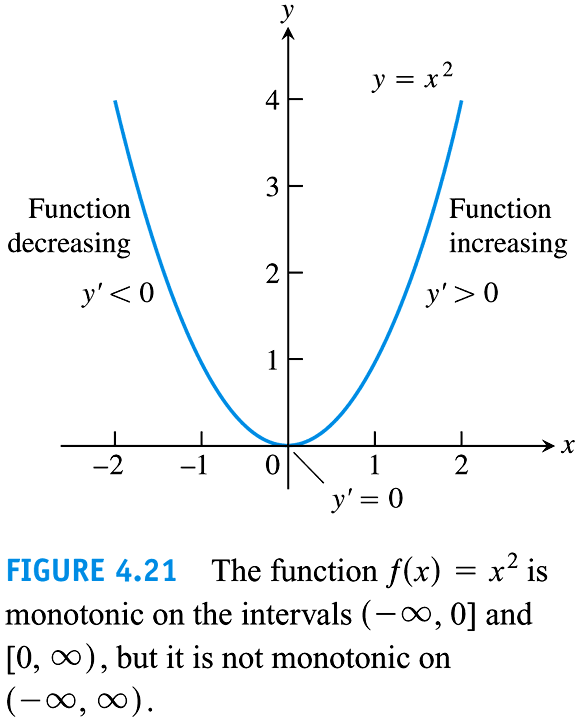 y
y = x²
4
3
Function
decreasing
Function
increasing
2
y′ < 0
y′ > 0
1
x
–2
–1
0
1
2
y′ = 0
FIGURE 4.21 The function f(x) = x² is
monotonic on the intervals (−∞, 0] and
[0, ∞), but it is not monotonic on
(−∞, ∞).